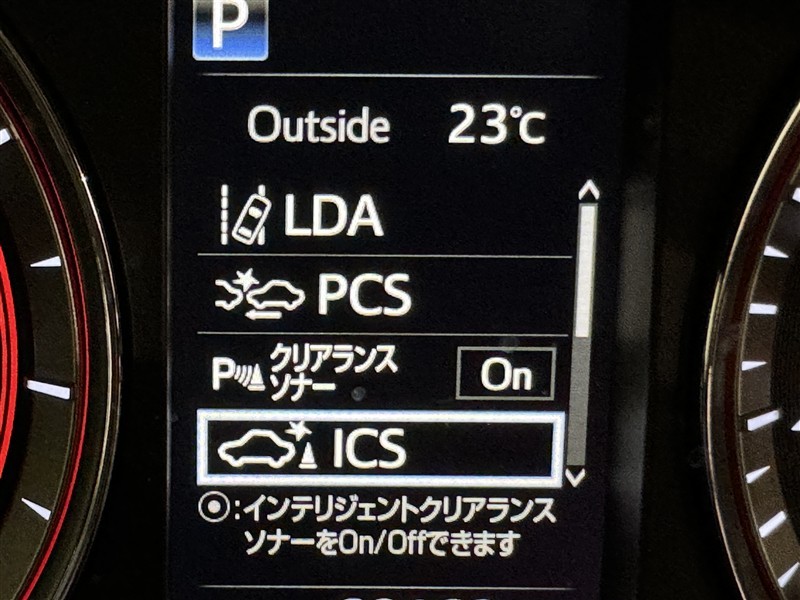 P
Outside 23℃
LDA
PCS
P クリアランス
ソナー On
ICS
⦿:インテリジェントクリアランス
ソナーをOn/Offできます